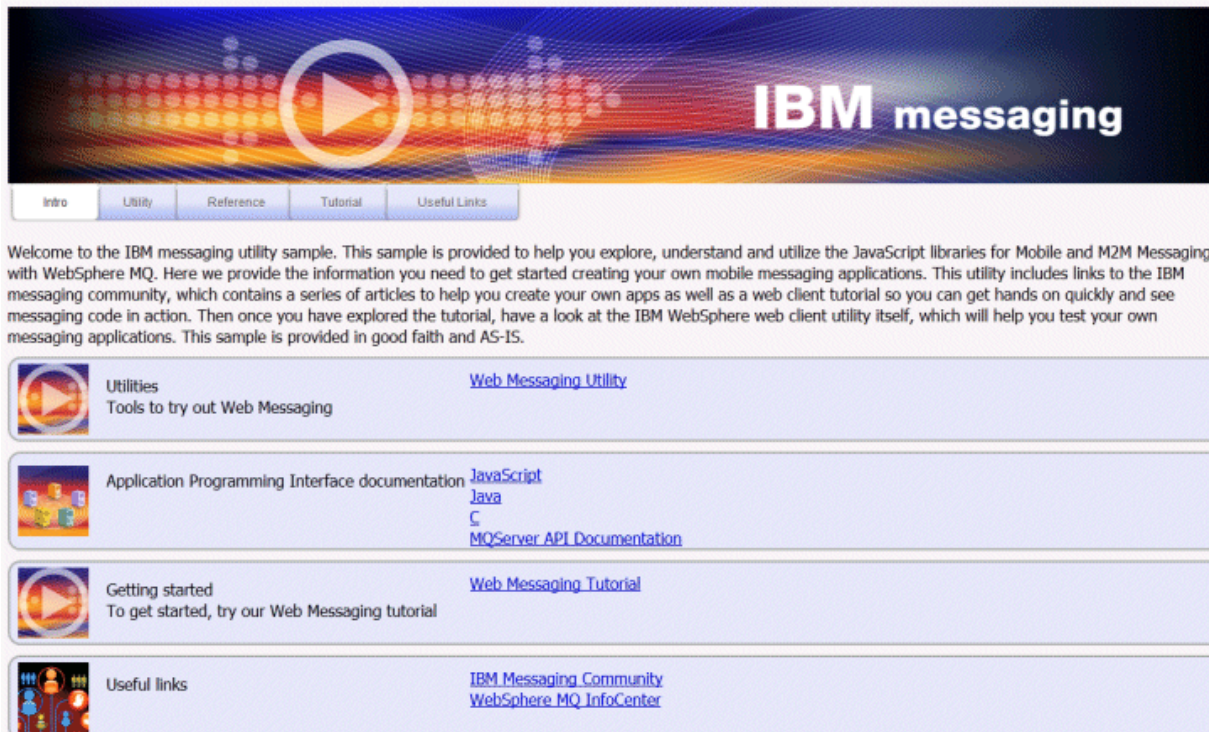 IBM messaging
Intro Utility Reference Tutorial Useful Links
Welcome to the IBM messaging utility sample. This sample is provided to help you explore, understand and utilize the JavaScript libraries for Mobile and M2M Messaging
with WebSphere MQ. Here we provide the information you need to get started creating your own mobile messaging applications. This utility includes links to the IBM
messaging community, which contains a series of articles to help you create your own apps as well as a web client tutorial so you can get hands on quickly and see
messaging code in action. Then once you have explored the tutorial, have a look at the IBM WebSphere web client utility itself, which will help you test your own
messaging applications. This sample is provided in good faith and AS-IS.
Utilities
Tools to try out Web Messaging
Web Messaging Utility
Application Programming Interface documentation
JavaScript
Java
C
MQServer API Documentation
Getting started
To get started, try our Web Messaging tutorial
Web Messaging Tutorial
Useful links
IBM Messaging Community
WebSphere MQ InfoCenter